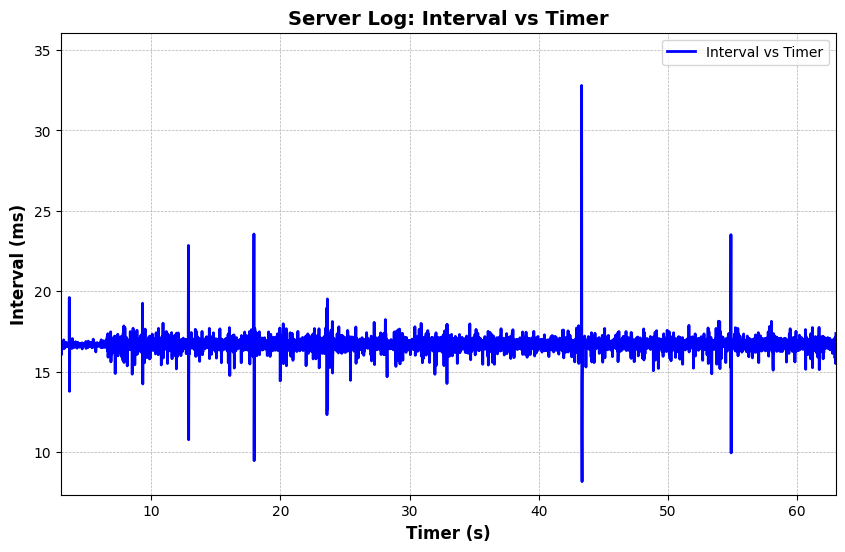 Server Log: Interval vs Timer
Interval vs Timer
35
30
25
20
15
10
Interval (ms)
10 20 30 40 50 60
Timer (s)